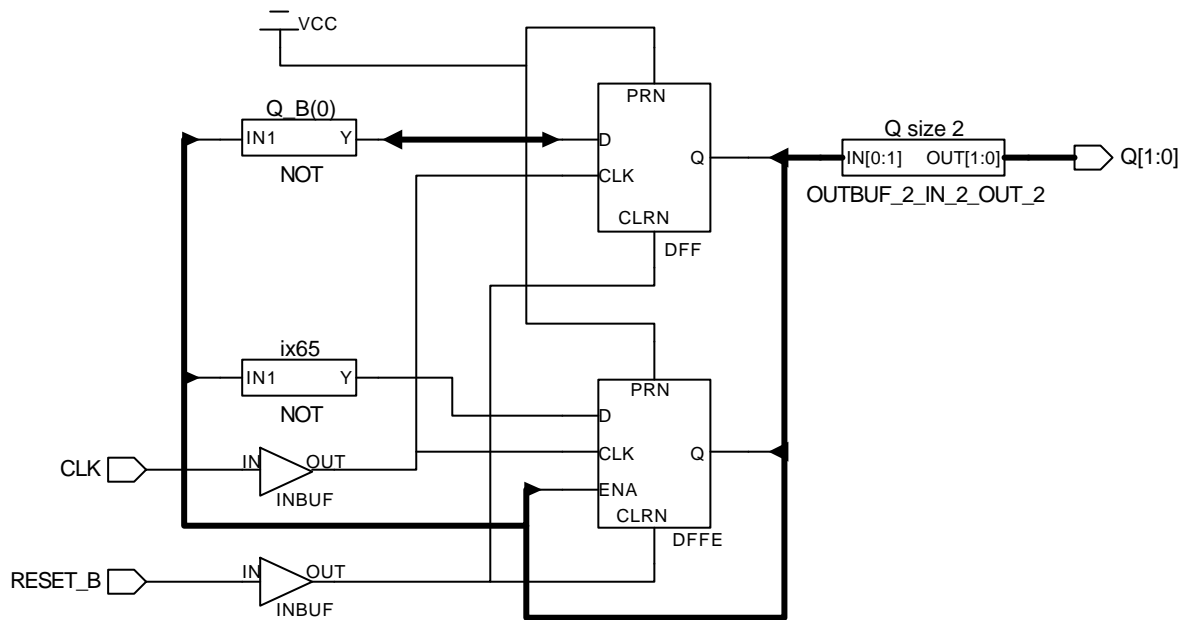 VCC
Q_B(0)
IN1 Y
NOT
PRN
D
CLK
Q
CLRN
DFF
Q size 2
IN[0:1] OUT[1:0]
OUTBUF_2_IN_2_OUT_2
Q[1:0]
ix65
IN1 Y
NOT
PRN
D
CLK
Q
ENA
CLRN
DFFE
CLK
IN OUT
INBUF
RESET_B
IN OUT
INBUF